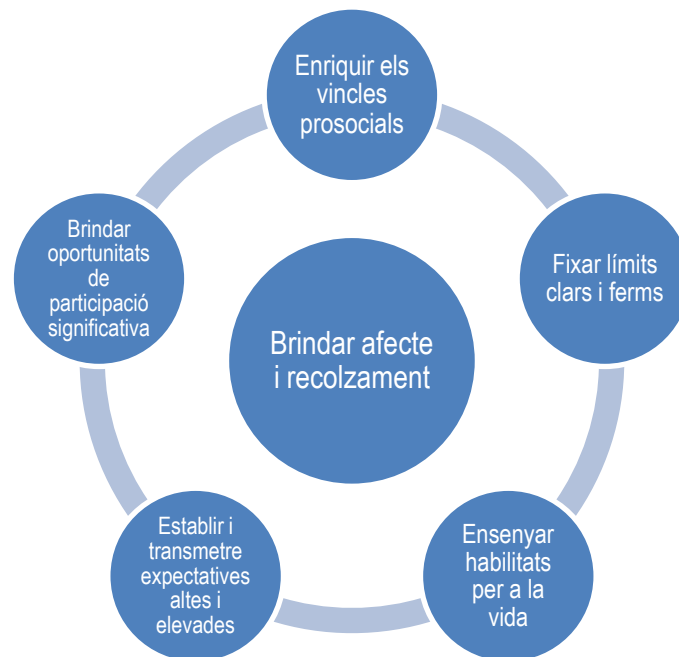 Enriquir els
vincles
prosocials
Fixar límits
clars i ferms
Ensenyar
habilitats
per a la
vida
Establir i
transmetre
expectatives
altes i
elevades
Brindar
oportunitats
de
participació
significativa
Brindar afecte
i recolzament